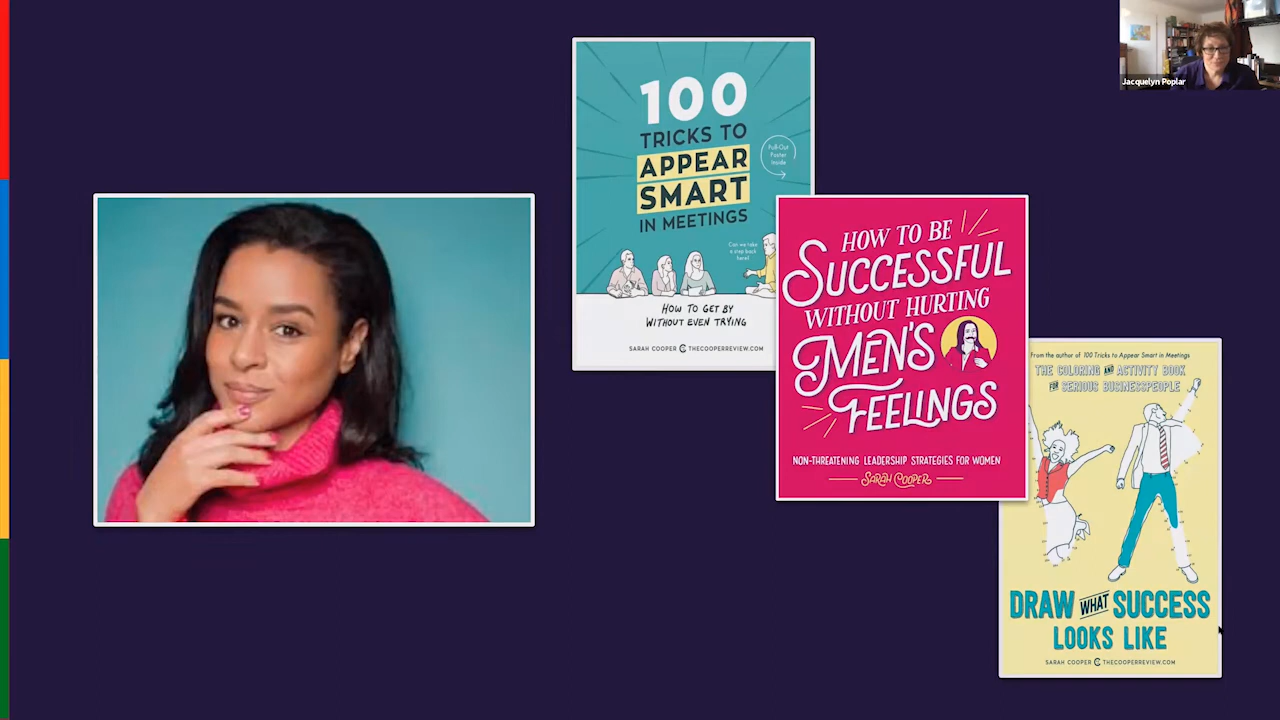 Jacquelyn Poplar
100
TRICKS TO
APPEAR
SMART
IN MEETINGS
Pull-Out
Poster
Inside
Can we take
a step back
here?
HOW TO GET BY
WITHOUT EVEN TRYING
SARAH COOPER THECOOPERREVIEW.COM
HOW TO BE
SUCCESSFUL
WITHOUT HURTING
MEN'S
FEELINGS
NON-THREATENING LEADERSHIP STRATEGIES FOR WOMEN
SARAH COOPER
From the author of 100 Tricks to Appear Smart in Meetings
THE COLORING AND ACTIVITY BOOK
FOR SERIOUS BUSINESSPEOPLE
DRAW WHAT SUCCESS
LOOKS LIKE
SARAH COOPER THECOOPERREVIEW.COM